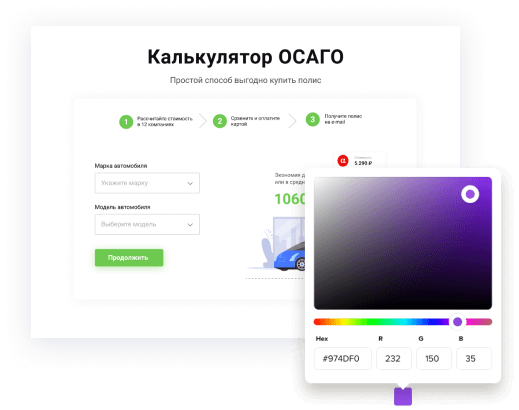 Калькулятор ОСАГО
Простой способ выгодно купить полис
1
Рассчитайте стоимость
в 12 компаниях
2
Сравните и оплатите
картой
3
Получите полис
на e-mail
Марка автомобиля
Укажите марку
Модель автомобиля
Выберите модель
Продолжить
5 290 ₽
Экономия д
или в средн
1060
Hex
R
G
B
#974DF0
232
150
35